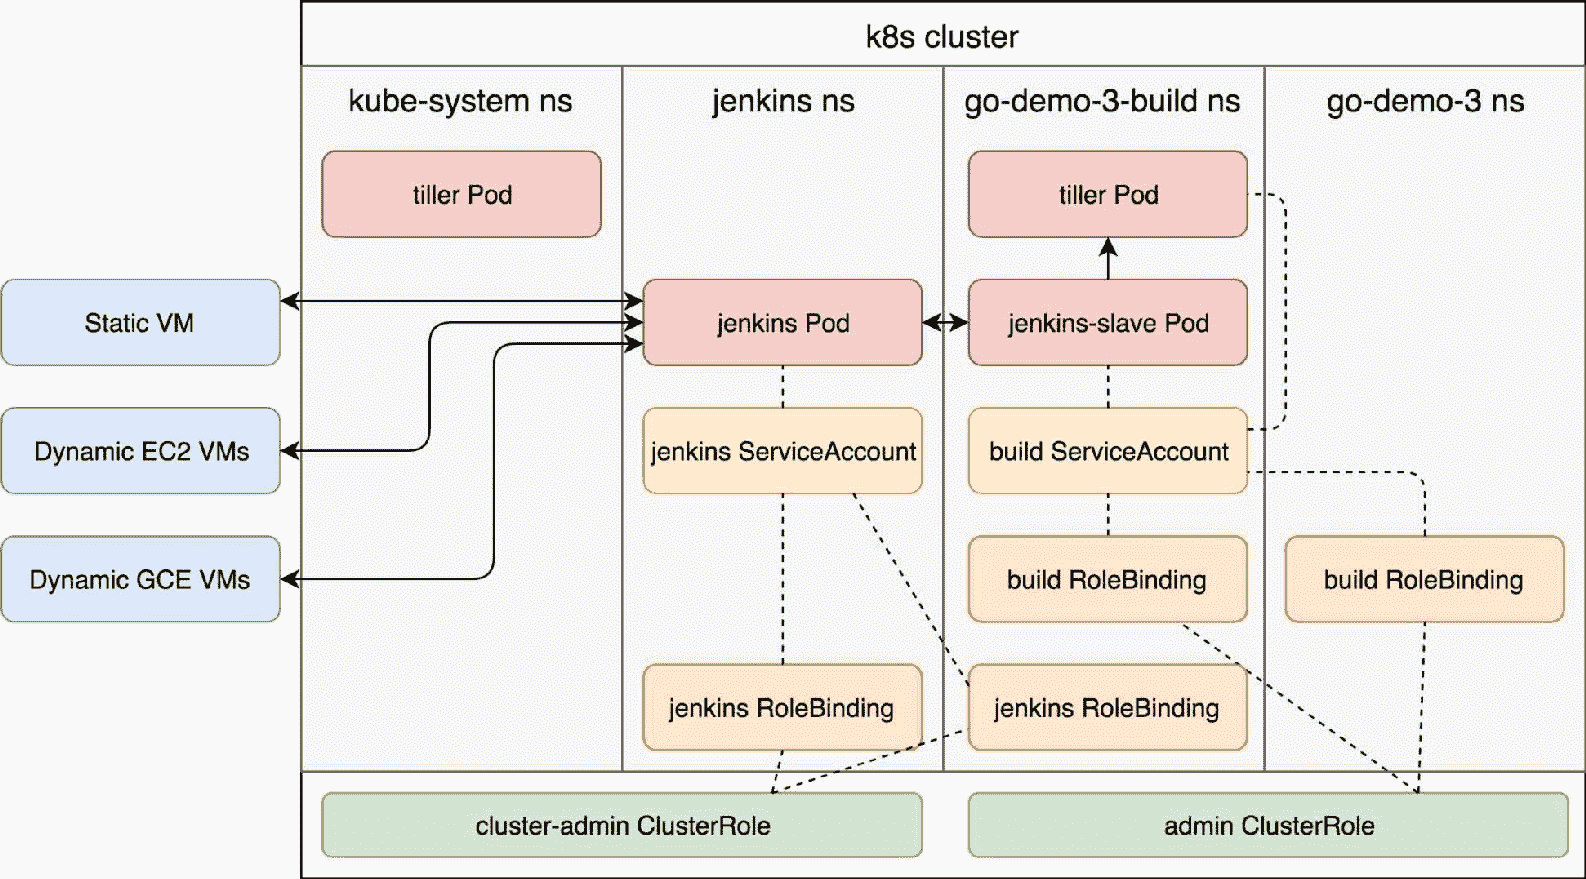 k8s cluster
kube-system ns
jenkins ns
go-demo-3-build ns
go-demo-3 ns
tiller Pod
tiller Pod
Static VM
jenkins Pod
jenkins-slave Pod
Dynamic EC2 VMs
jenkins ServiceAccount
build ServiceAccount
Dynamic GCE VMs
build RoleBinding
build RoleBinding
jenkins RoleBinding
jenkins RoleBinding
cluster-admin ClusterRole
admin ClusterRole